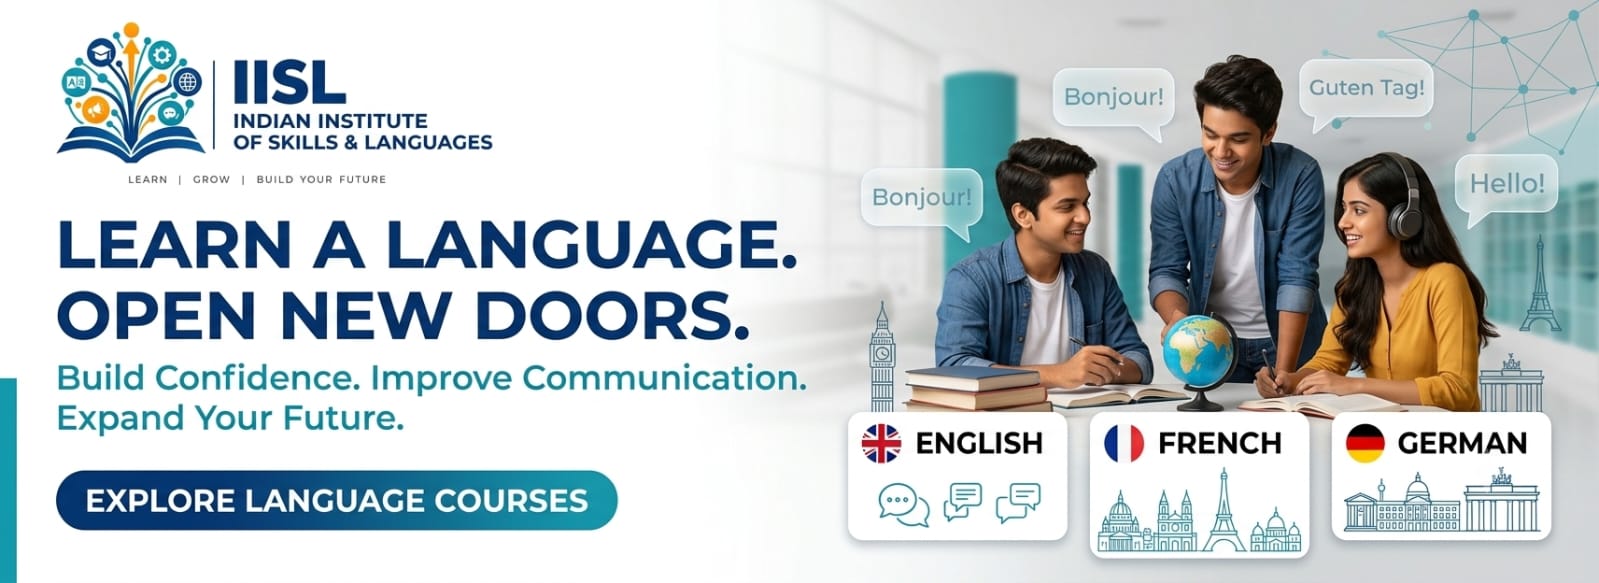 IISL
INDIAN INSTITUTE
OF SKILLS & LANGUAGES
LEARN | GROW | BUILD YOUR FUTURE
LEARN A LANGUAGE.
OPEN NEW DOORS.
Build Confidence. Improve Communication.
Expand Your Future.
EXPLORE LANGUAGE COURSES
Bonjour!
Bonjour!
Guten Tag!
Hello!
ENGLISH
FRENCH
GERMAN